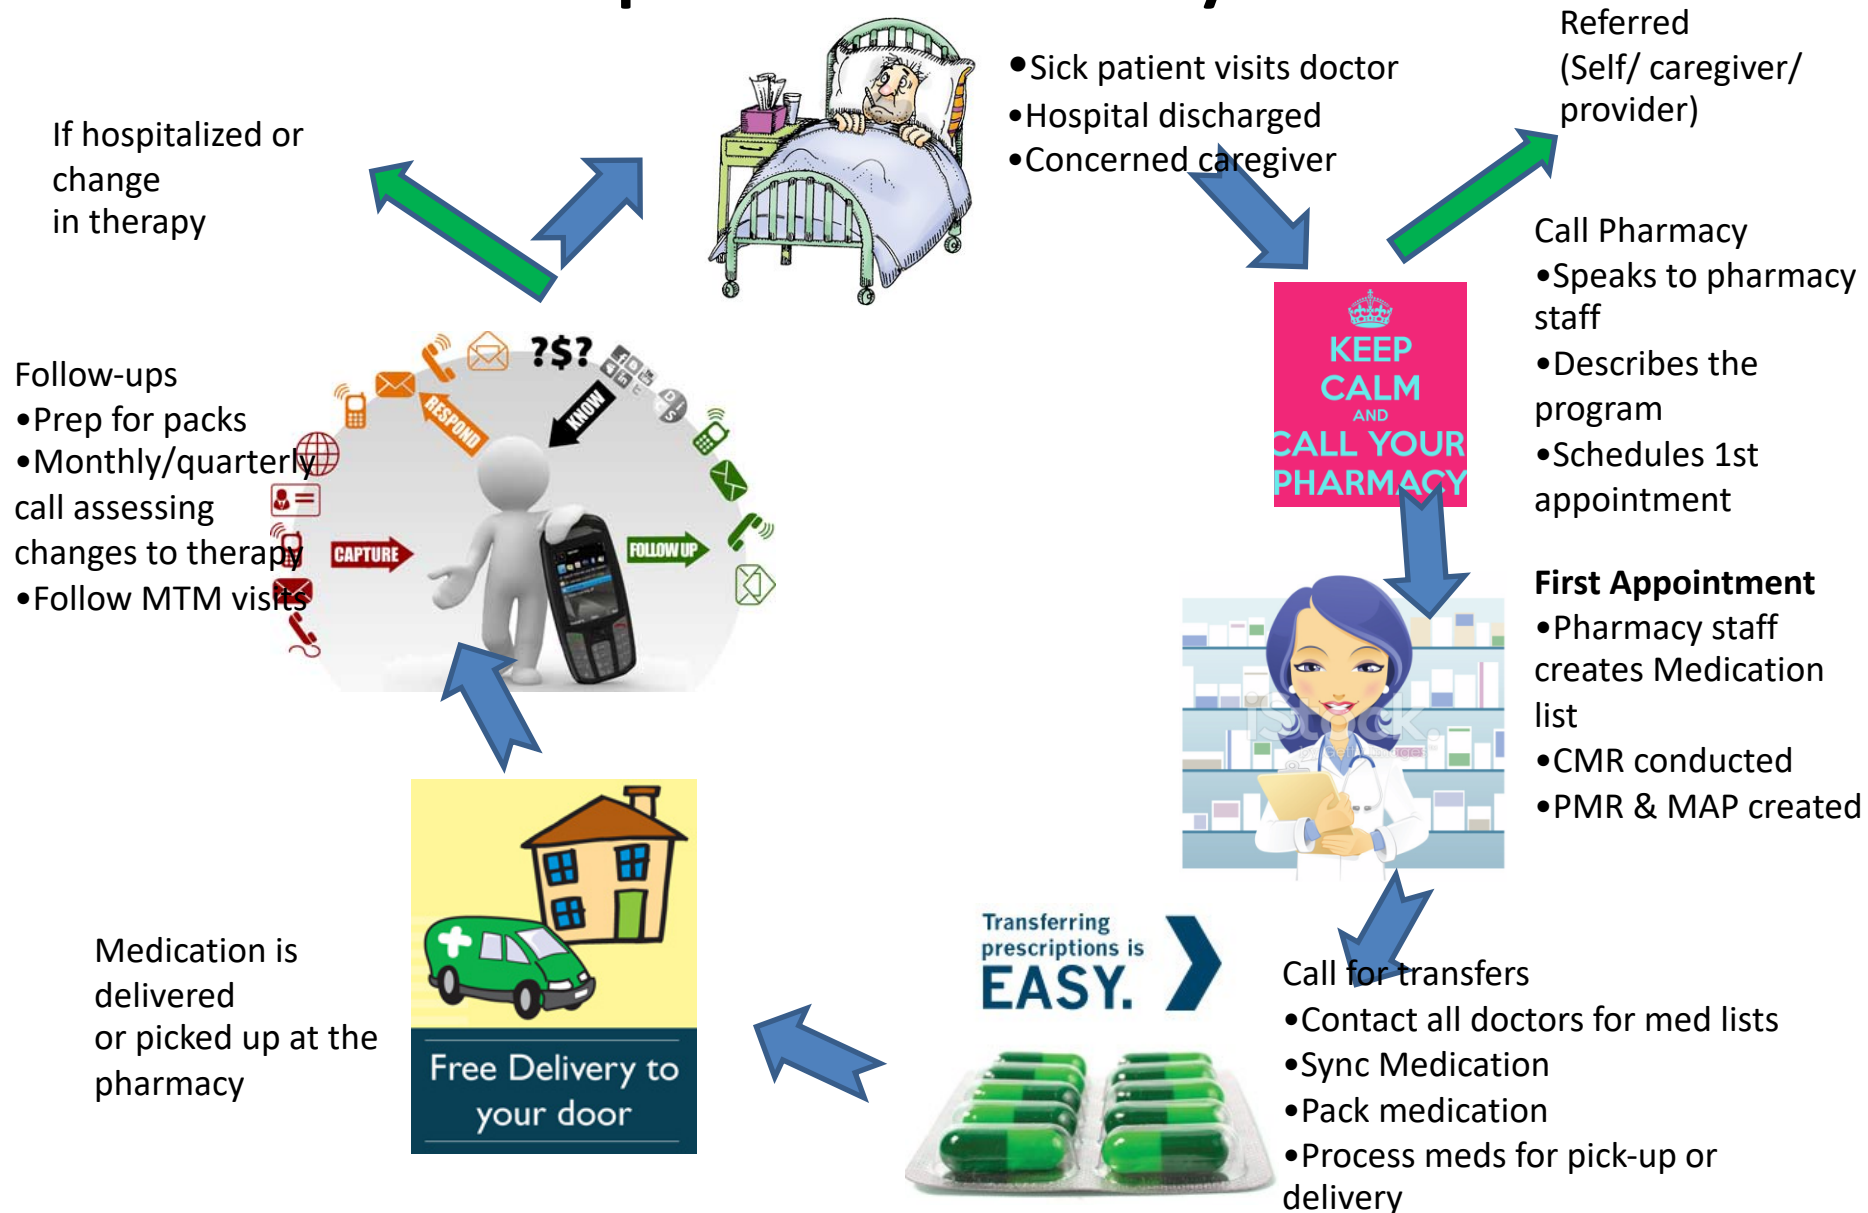 •Sick patient visits doctor
•Hospital discharged
•Concerned caregiver
Referred
(Self/ caregiver/
provider)
If hospitalized or
change
in therapy
KEEP
CALM
AND
CALL YOUR
PHARMACY
Call Pharmacy
•Speaks to pharmacy
staff
•Describes the
program
•Schedules 1st
appointment
First Appointment
•Pharmacy staff
creates Medication
list
•CMR conducted
•PMR & MAP created
iStock
Transferring
prescriptions is
EASY.
Call for transfers
•Contact all doctors for med lists
•Sync Medication
•Pack medication
•Process meds for pick-up or
delivery
Medication is
delivered
or picked up at the
pharmacy
Free Delivery to
your door
Follow-ups
•Prep for packs
•Monthly/quarterly
call assessing
changes to therapy
•Follow MTM visits
?$?
RESPOND
KNOW
CAPTURE
FOLLOW UP